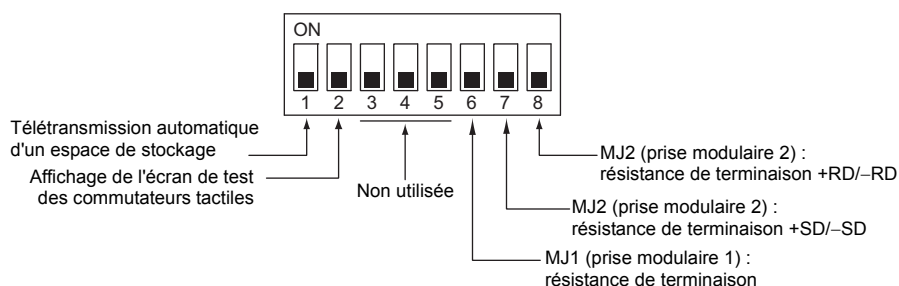 ON
1 2 3 4 5 6 7 8
Télétransmission automatique
d'un espace de stockage
Affichage de l'écran de test
des commutateurs tactiles
Non utilisée
MJ2 (prise modulaire 2) :
résistance de terminaison +RD/–RD
MJ2 (prise modulaire 2) :
résistance de terminaison +SD/–SD
MJ1 (prise modulaire 1) :
résistance de terminaison